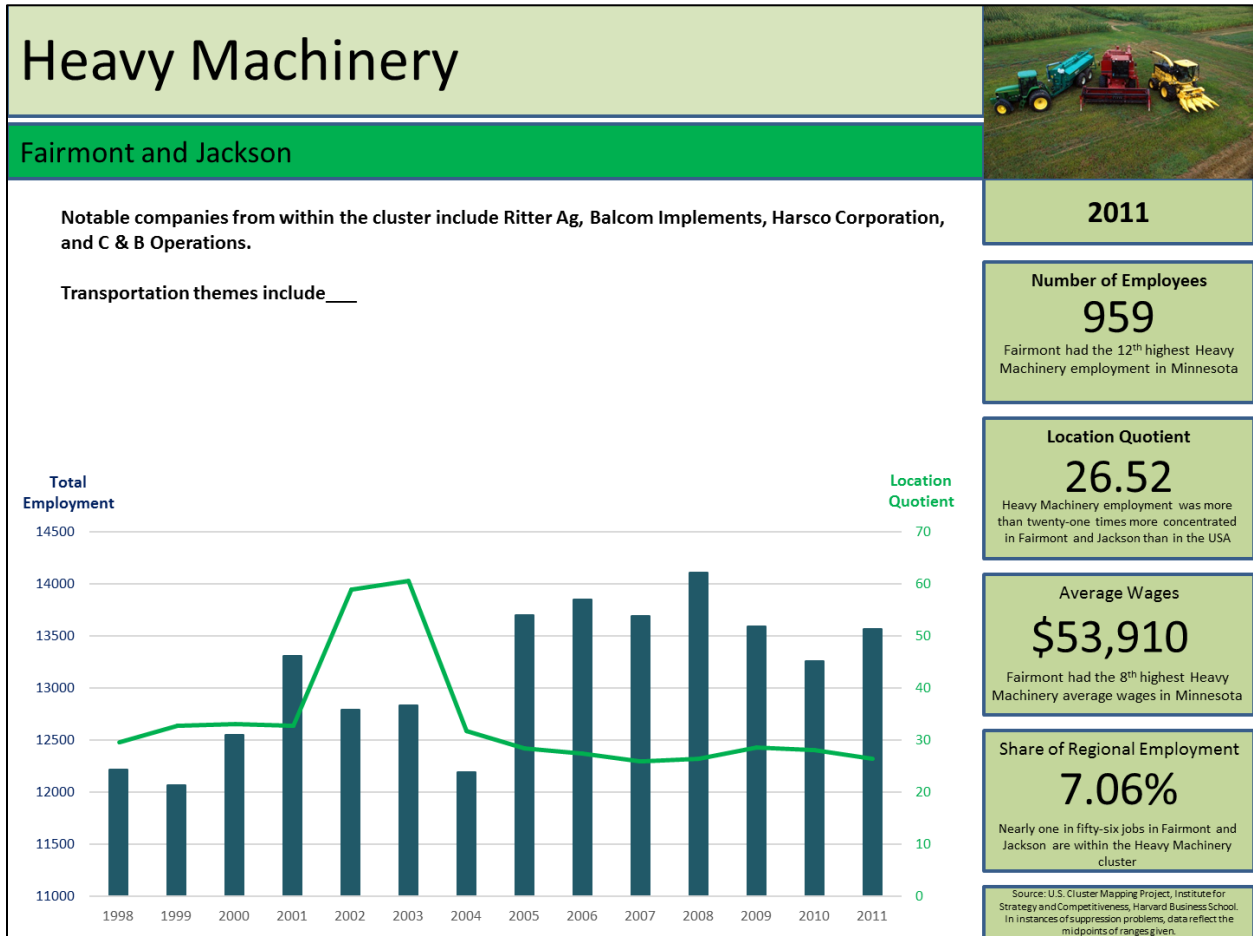 Heavy Machinery
Fairmont and Jackson
Notable companies from within the cluster include Ritter Ag, Balcom Implements, Harsco Corporation,
and C & B Operations.
Transportation themes include___
2011
Number of Employees
959
Fairmont had the 12th highest Heavy
Machinery employment in Minnesota
Location Quotient
26.52
Heavy Machinery employment was more
than twenty-one times more concentrated
in Fairmont and Jackson than in the USA
Average Wages
$53,910
Fairmont had the 8th highest Heavy
Machinery average wages in Minnesota
Share of Regional Employment
7.06%
Nearly one in fifty-six jobs in Fairmont and
Jackson are within the Heavy Machinery
cluster
Source: U.S. Cluster Mapping Project, Institute for
Strategy and Competitiveness, Harvard Business School.
In instances of suppression problems, data reflect the
midpoints of ranges given.
Total
Employment
Location
Quotient
14500 70
14000 60
13500 50
13000 40
12500 30
12000 20
11500 10
11000 0
1998 1999 2000 2001 2002 2003 2004 2005 2006 2007 2008 2009 2010 2011